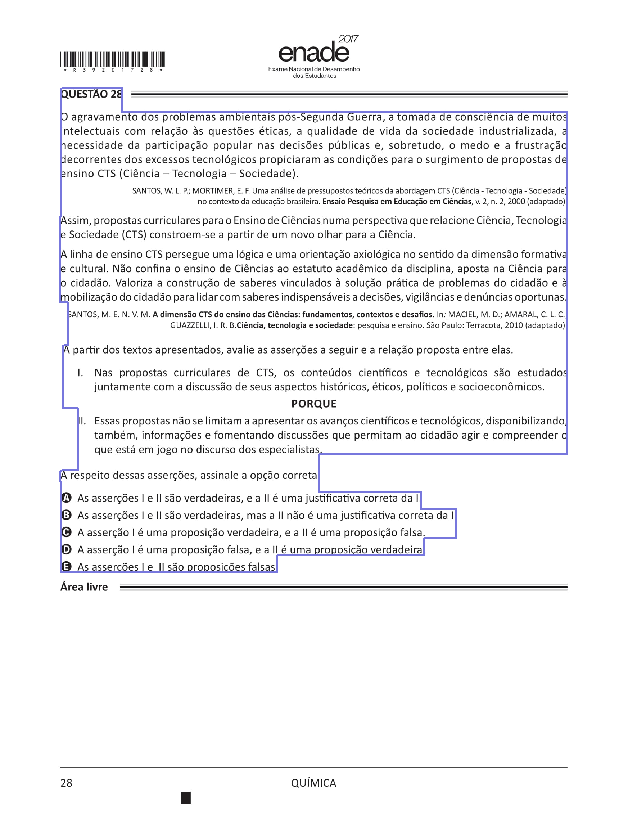 *R39201728*
enade 2017
Exame Nacional de Desempenho
dos Estudantes
QUESTÃO 28
O agravamento dos problemas ambientais pós-Segunda Guerra, a tomada de consciência de muitos
intelectuais com relação às questões éticas, a qualidade de vida da sociedade industrializada, a
necessidade da participação popular nas decisões públicas e, sobretudo, o medo e a frustração
decorrentes dos excessos tecnológicos propiciaram as condições para o surgimento de propostas de
ensino CTS (Ciência – Tecnologia – Sociedade).
SANTOS, W. L. P.; MORTIMER, E. F. Uma análise de pressupostos teóricos da abordagem CTS (Ciência - Tecnologia - Sociedade)
no contexto da educação brasileira. Ensaio Pesquisa em Educação em Ciências, v. 2, n. 2, 2000 (adaptado).
Assim, propostas curriculares para o Ensino de Ciências numa perspectiva que relacione Ciência, Tecnologia
e Sociedade (CTS) constroem-se a partir de um novo olhar para a Ciência.
A linha de ensino CTS persegue uma lógica e uma orientação axiológica no sentido da dimensão formativa
e cultural. Não confina o ensino de Ciências ao estatuto acadêmico da disciplina, aposta na Ciência para
o cidadão. Valoriza a construção de saberes vinculados à solução prática de problemas do cidadão e à
mobilização do cidadão para lidar com saberes indispensáveis a decisões, vigilâncias e denúncias oportunas.
SANTOS, M. E. N. V. M. A dimensão CTS do ensino das Ciências: fundamentos, contextos e desafios. In: MACIEL, M. D.; AMARAL, C. L. C.
GUAZZELLI, I. R. B.Ciência, tecnologia e sociedade: pesquisa e ensino. São Paulo: Terracota, 2010 (adaptado).
A partir dos textos apresentados, avalie as asserções a seguir e a relação proposta entre elas.
I. Nas propostas curriculares de CTS, os conteúdos científicos e tecnológicos são estudados
juntamente com a discussão de seus aspectos históricos, éticos, políticos e socioeconômicos.
PORQUE
II. Essas propostas não se limitam a apresentar os avanços científicos e tecnológicos, disponibilizando,
também, informações e fomentando discussões que permitam ao cidadão agir e compreender o
que está em jogo no discurso dos especialistas.
A respeito dessas asserções, assinale a opção correta.
A As asserções I e II são verdadeiras, e a II é uma justificativa correta da I.
B As asserções I e II são verdadeiras, mas a II não é uma justificativa correta da I.
C A asserção I é uma proposição verdadeira, e a II é uma proposição falsa.
D A asserção I é uma proposição falsa, e a II é uma proposição verdadeira.
E As asserções I e II são proposições falsas.
Área livre
28
QUÍMICA